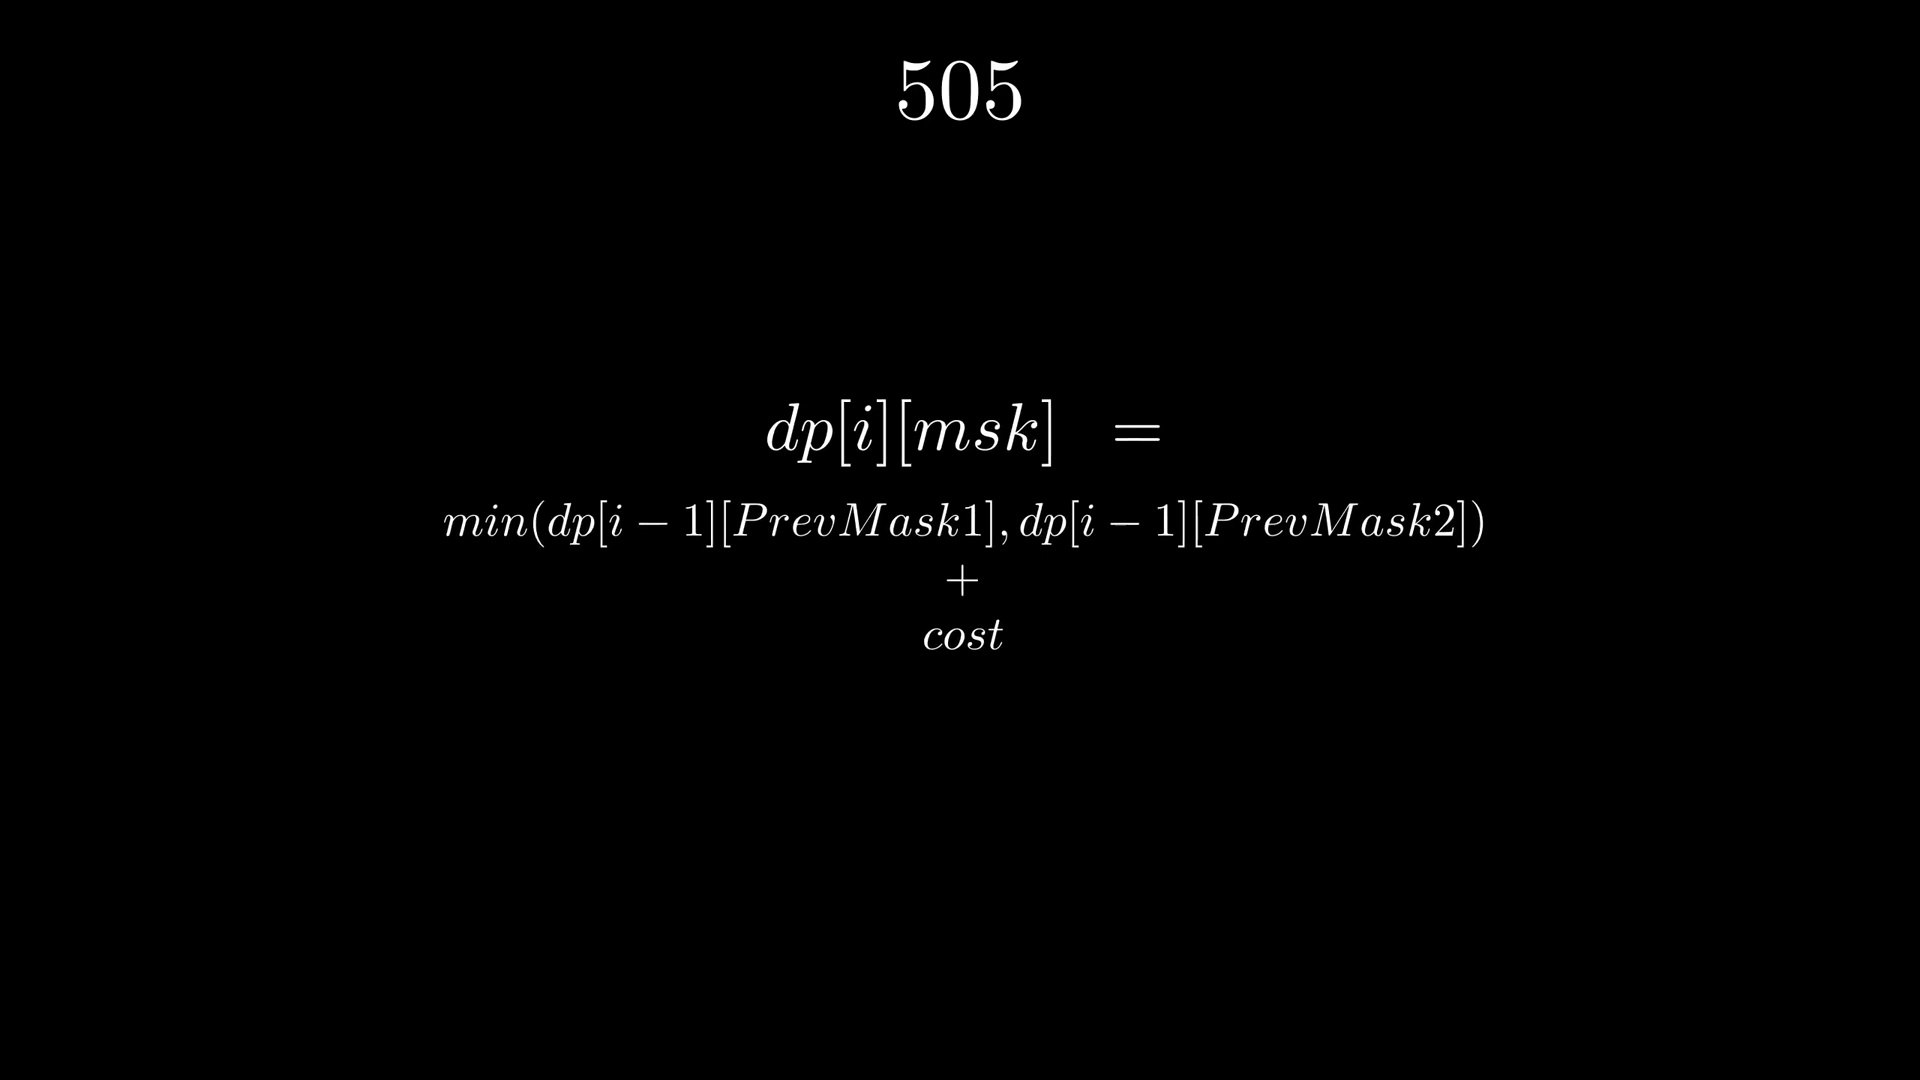 505
dp[i][msk] =
min(dp[i − 1][PrevMask1], dp[i − 1][PrevMask2])
+
cost